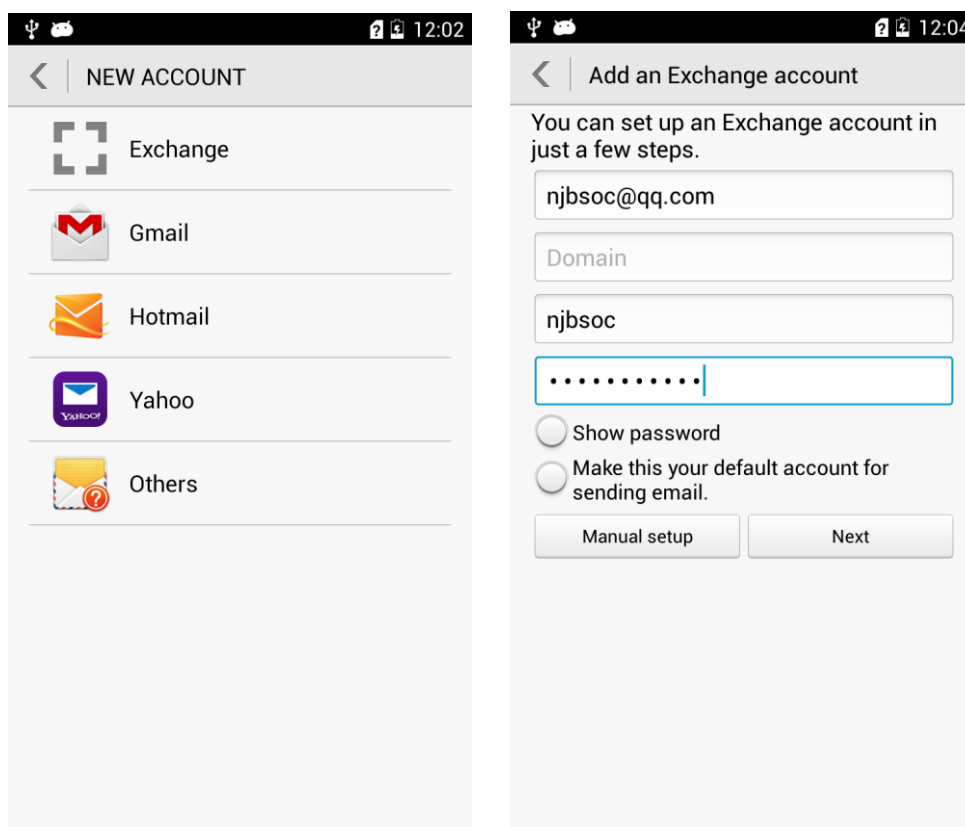 12:02
NEW ACCOUNT
Exchange
Gmail
Hotmail
YAHOO!
Yahoo
?
Others
12:04
Add an Exchange account
You can set up an Exchange account in
just a few steps.
njbsoc@qq.com
Domain
njbsoc
Show password
Make this your default account for
sending email.
Manual setup
Next